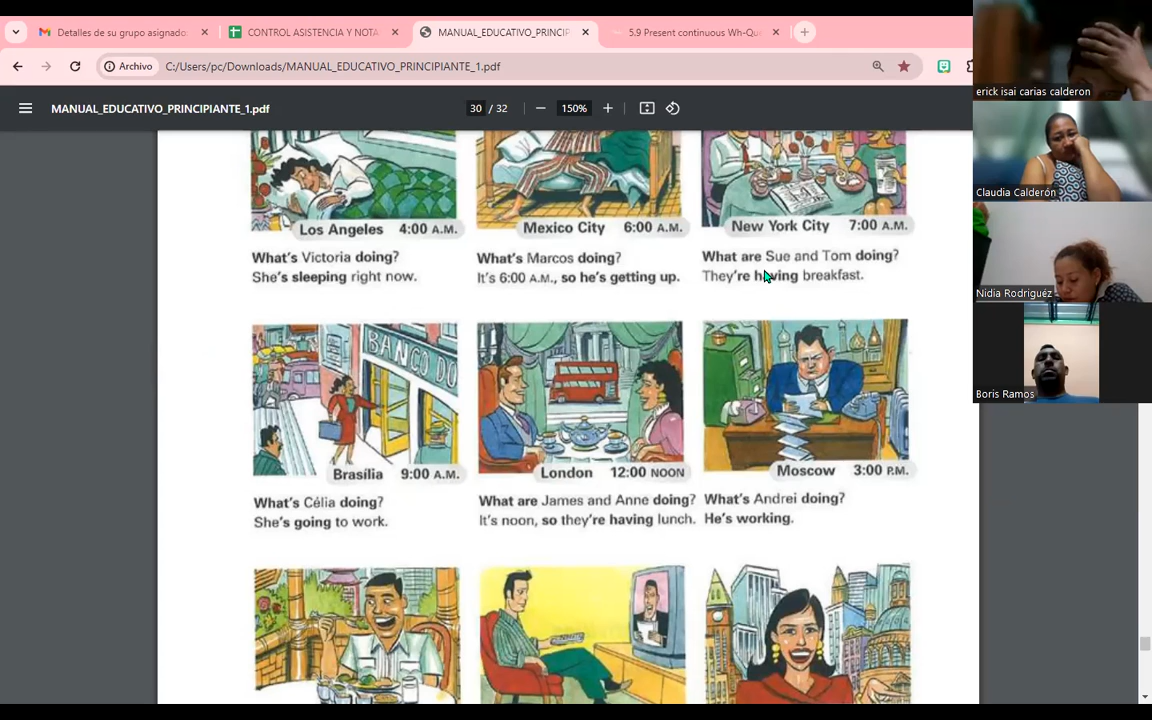 Detalles de su grupo asignado
CONTROL ASISTENCIA Y NOTA
MANUAL_EDUCATIVO_PRINCIP
5.9 Present continuous Wh-Que
Archivo
C:/Users/pc/Downloads/MANUAL_EDUCATIVO_PRINCIPIANTE_1.pdf
MANUAL_EDUCATIVO_PRINCIPIANTE_1.pdf
30 / 32
150%
erick isai carias calderon
Claudia Calderón
Nidia Rodriguéz
Boris Ramos
Los Angeles 4:00 A.M.
What's Victoria doing?
She's sleeping right now.
Mexico City 6:00 A.M.
What's Marcos doing?
It's 6:00 A.M., so he's getting up.
New York City 7:00 A.M.
What are Sue and Tom doing?
They're having breakfast.
BANCO DO
Brasília 9:00 A.M.
What's Célia doing?
She's going to work.
London 12:00 NOON
What are James and Anne doing?
It's noon, so they're having lunch.
Moscow 3:00 P.M.
What's Andrei doing?
He's working.